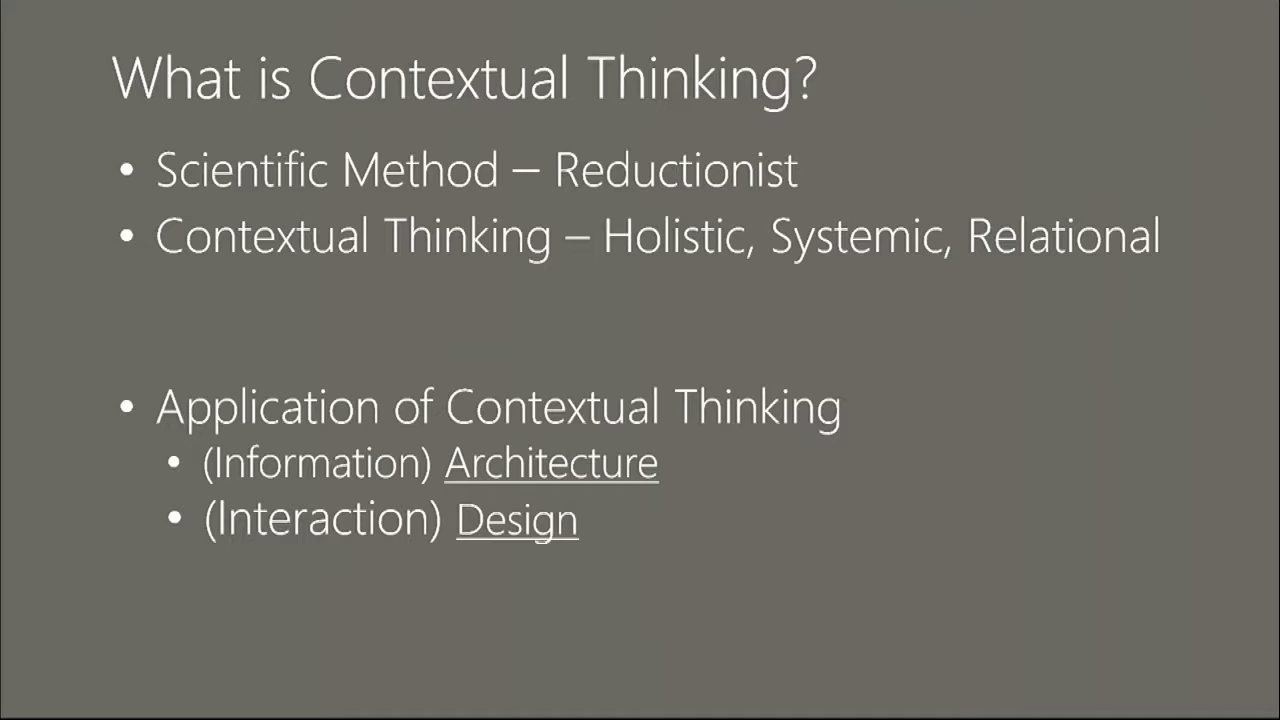 What is Contextual Thinking?
• Scientific Method – Reductionist
• Contextual Thinking – Holistic, Systemic, Relational
• Application of Contextual Thinking
• (Information) Architecture
• (Interaction) Design